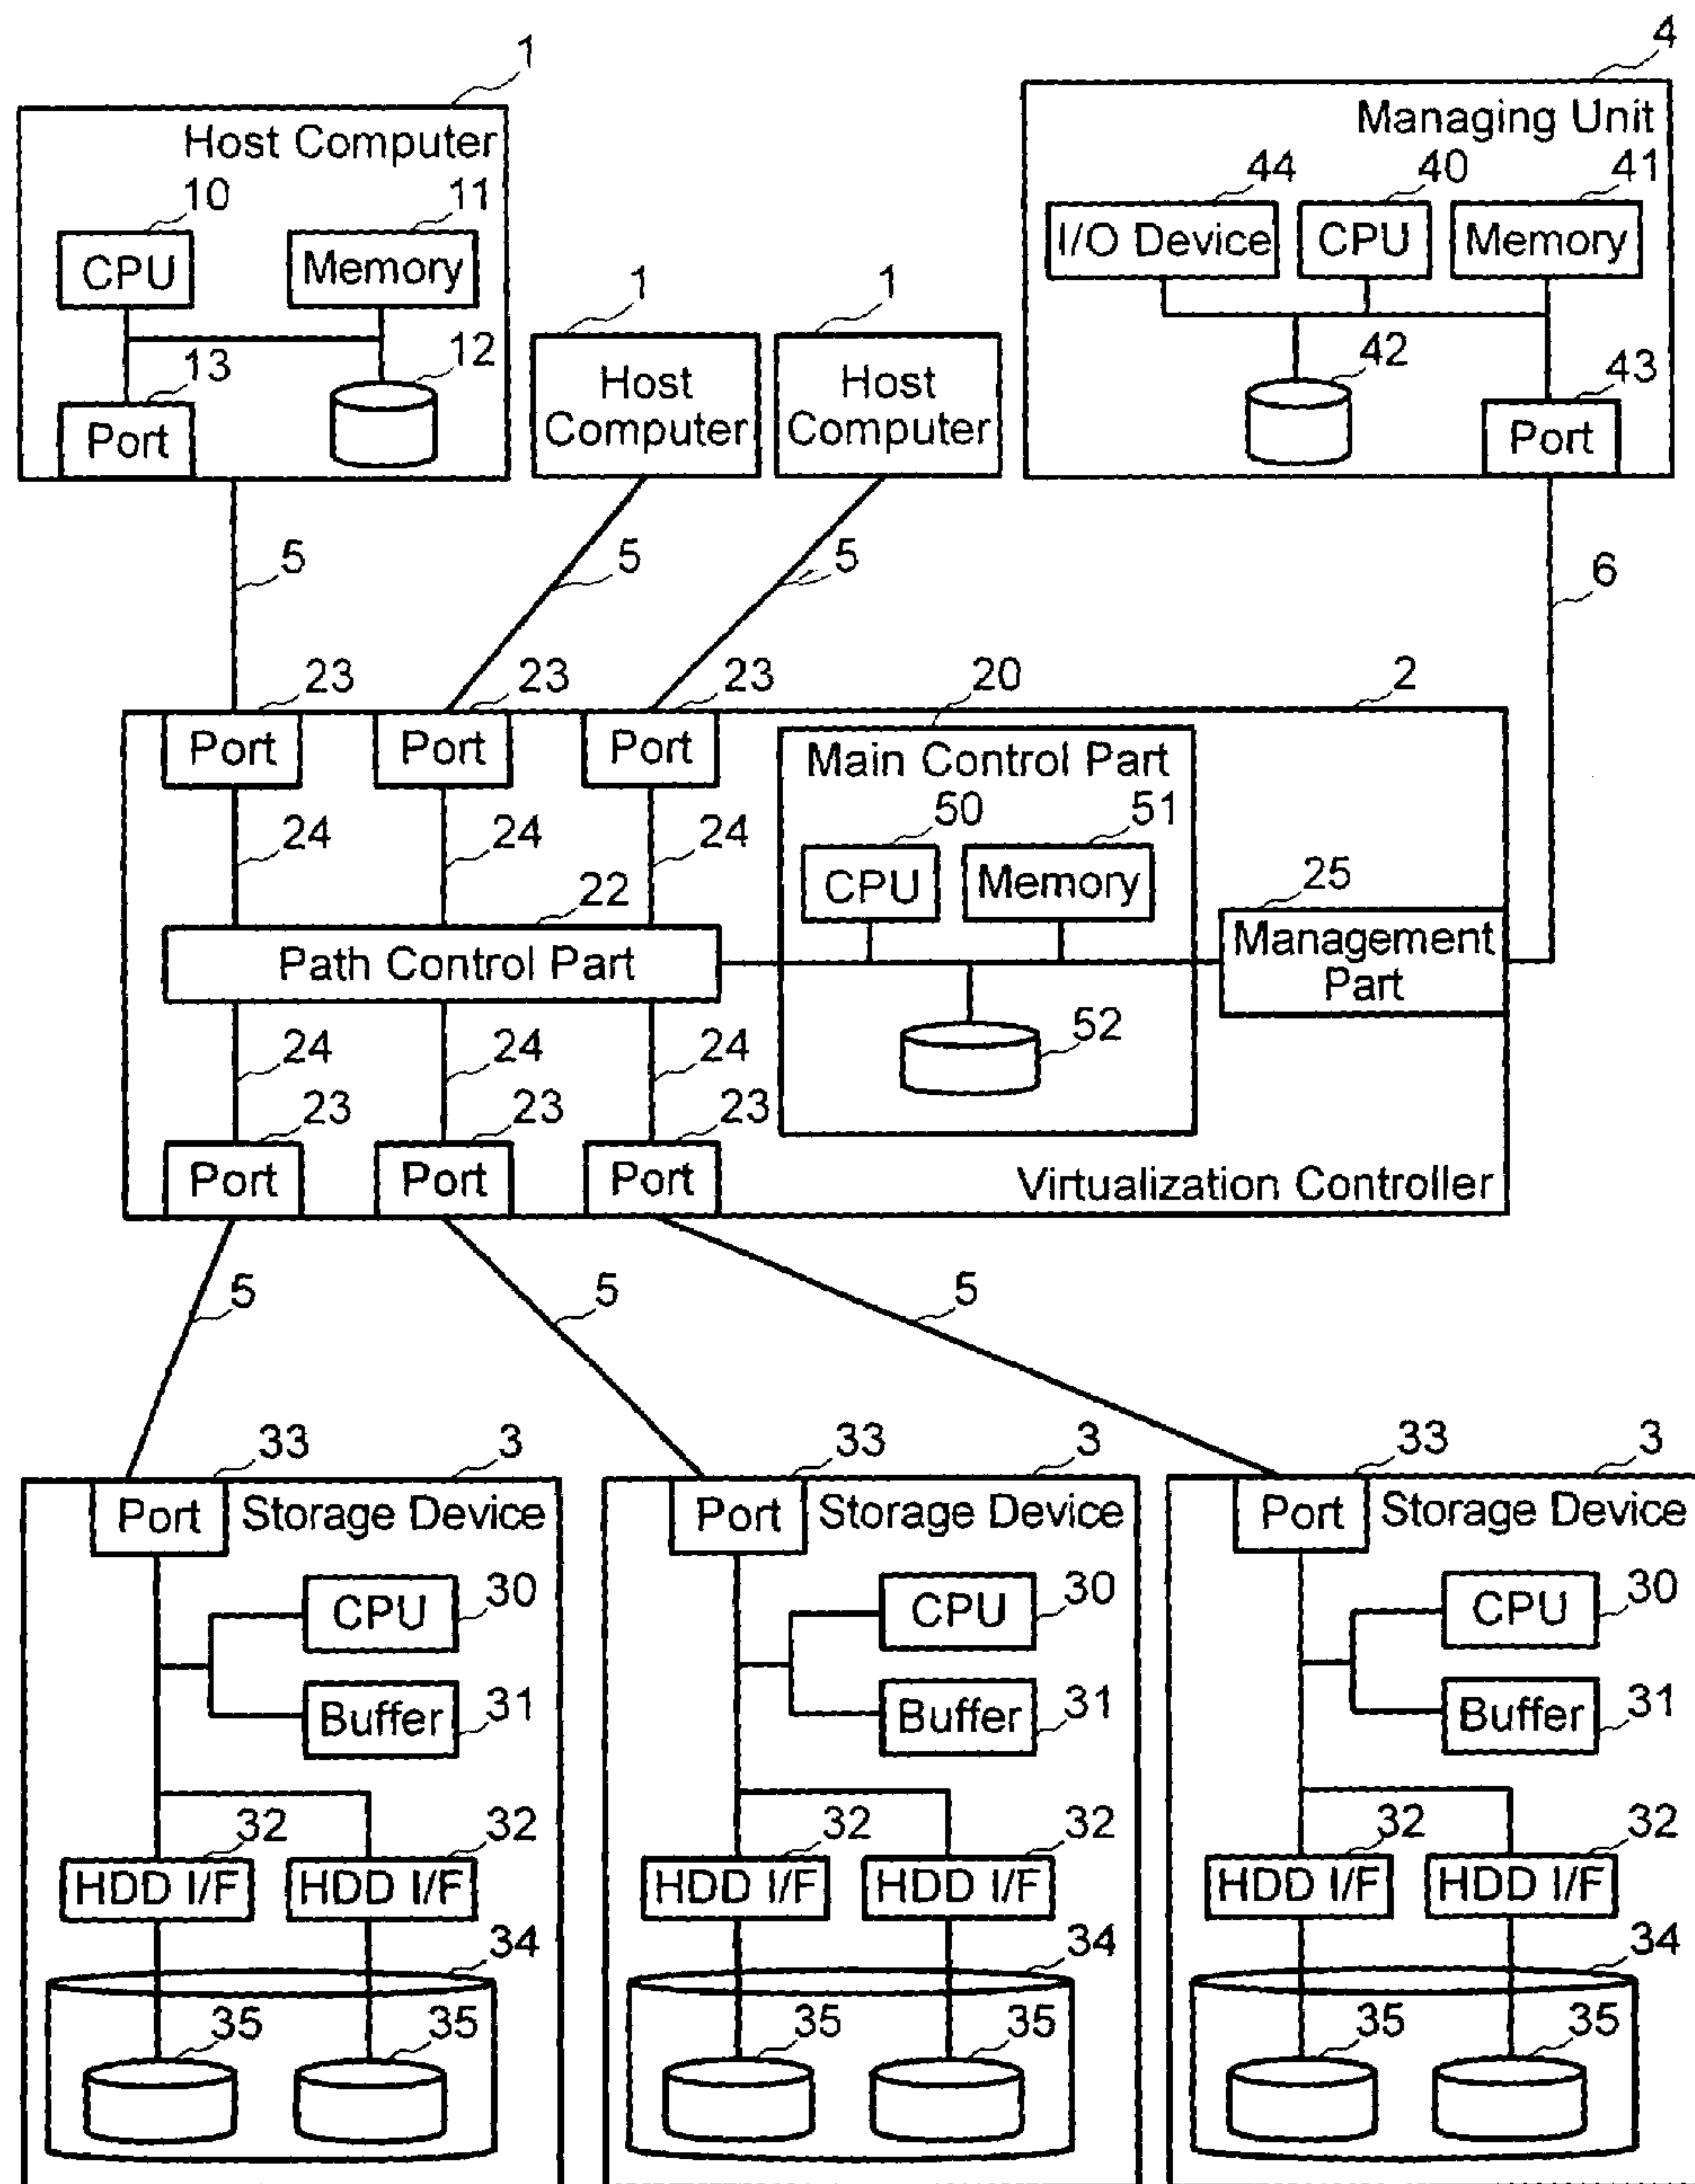 1
4
Host Computer
Managing Unit
10
11
44
40
41
CPU
Memory
I/O Device
CPU
Memory
1
1
13
12
Host
Computer
Host
Computer
42
43
Port
Port
5
5
5
6
23
23
23
20
2
Port
Port
Port
Main Control Part
24
24
24
50
51
CPU
Memory
22
25
Path Control Part
Management
Part
24
24
24
52
23
23
23
Port
Port
Port
Virtualization Controller
5
5
5
33
3
33
3
33
3
Port
Storage Device
Port
Storage Device
Port
Storage Device
CPU
30
CPU
30
CPU
30
Buffer
31
Buffer
31
Buffer
31
32
32
32
32
32
32
HDD I/F
HDD I/F
HDD I/F
HDD I/F
HDD I/F
HDD I/F
34
34
34
35
35
35
35
35
35